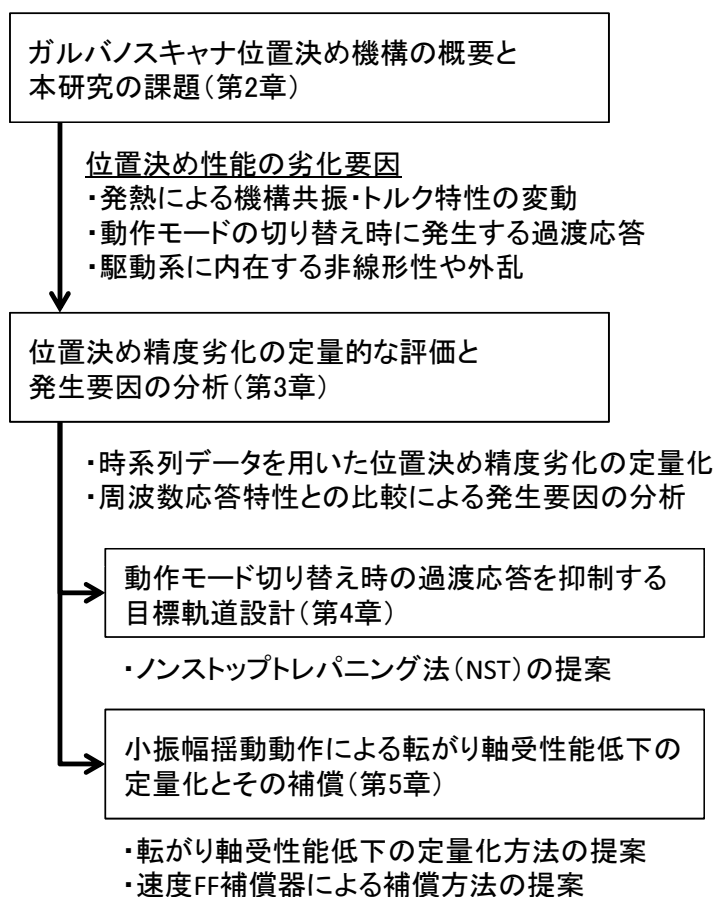 ガルバノスキャナ位置決め機構の概要と
本研究の課題（第2章）
位置決め性能の劣化要因
・発熱による機構共振・トルク特性の変動
・動作モードの切り替え時に発生する過渡応答
・駆動系に内在する非線形性や外乱
位置決め精度劣化の定量的な評価と
発生要因の分析（第3章）
・時系列データを用いた位置決め精度劣化の定量化
・周波数応答特性との比較による発生要因の分析
動作モード切り替え時の過渡応答を抑制する
目標軌道設計（第4章）
・ノンストップトレパニング法（NST）の提案
小振幅揺動動作による転がり軸受性能低下の
定量化とその補償（第5章）
・転がり軸受性能低下の定量化方法の提案
・速度FF補償器による補償方法の提案